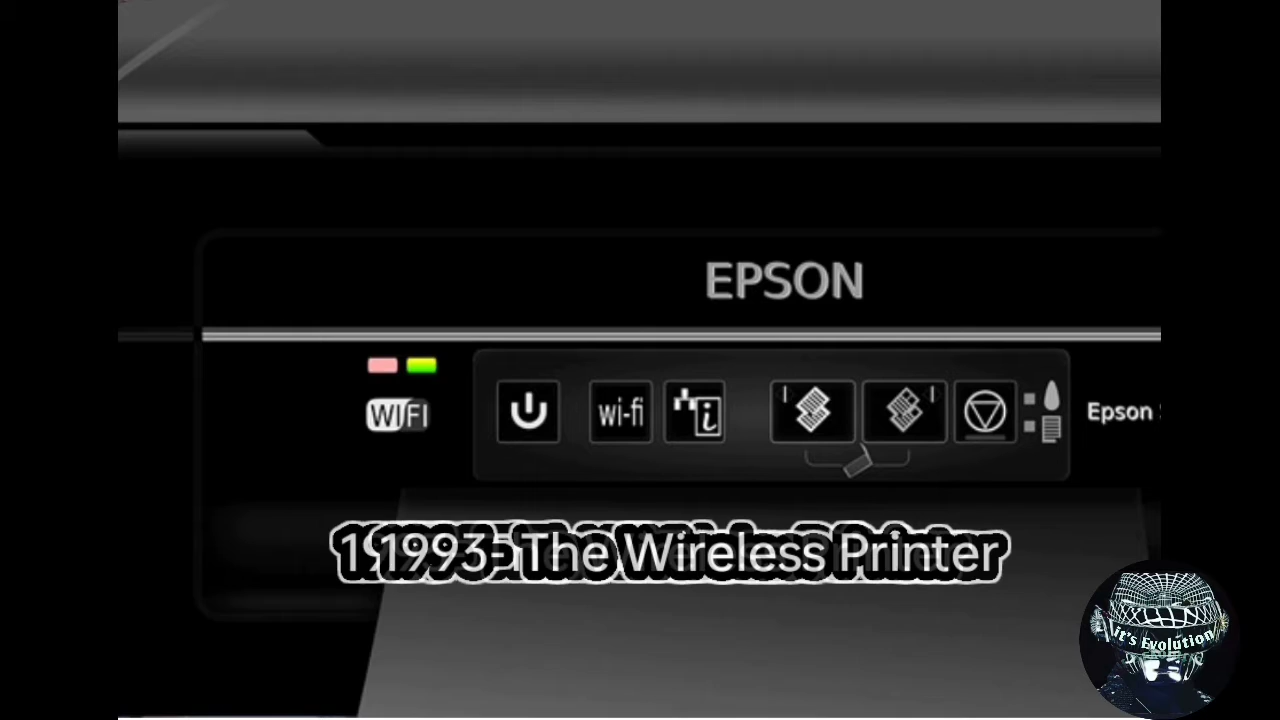 EPSON
WIFI
wi-fi
i
Epson
1993- The Wireless Printer
it's Evolution